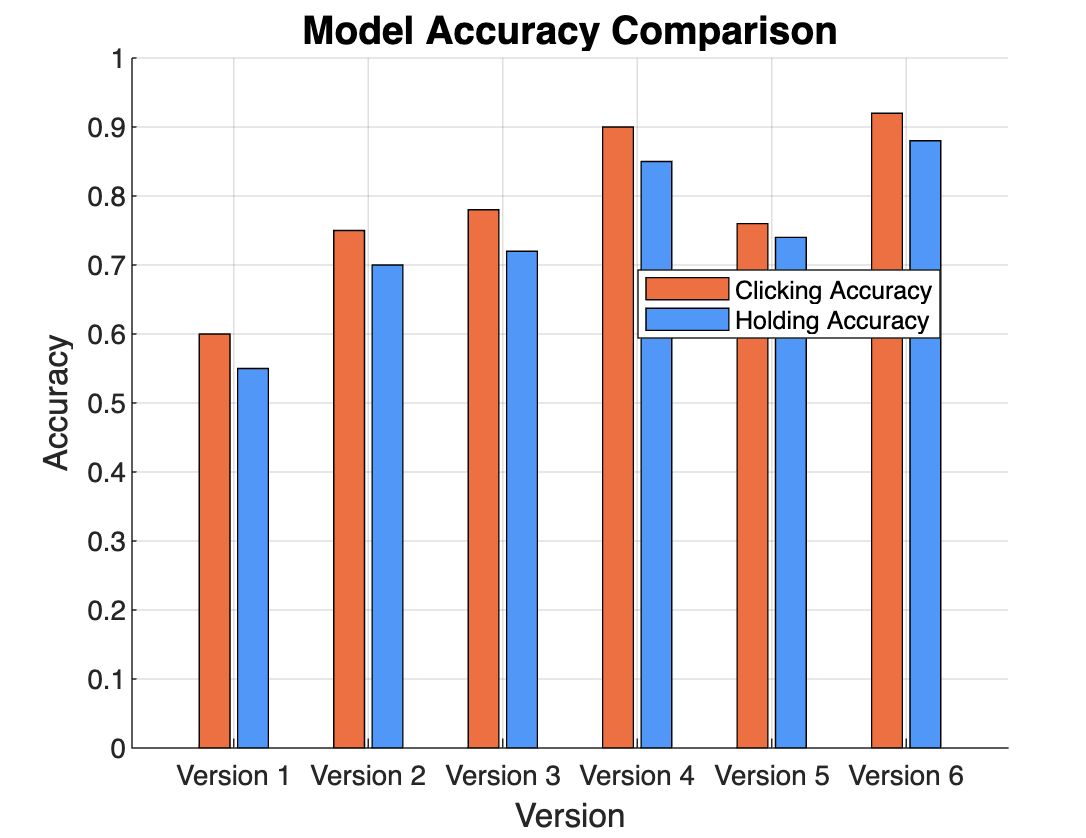 Model Accuracy Comparison
1
0.9
0.8
0.7
0.6
0.5
0.4
0.3
0.2
0.1
0
Accuracy
Clicking Accuracy
Holding Accuracy
Version 1 Version 2 Version 3 Version 4 Version 5 Version 6
Version